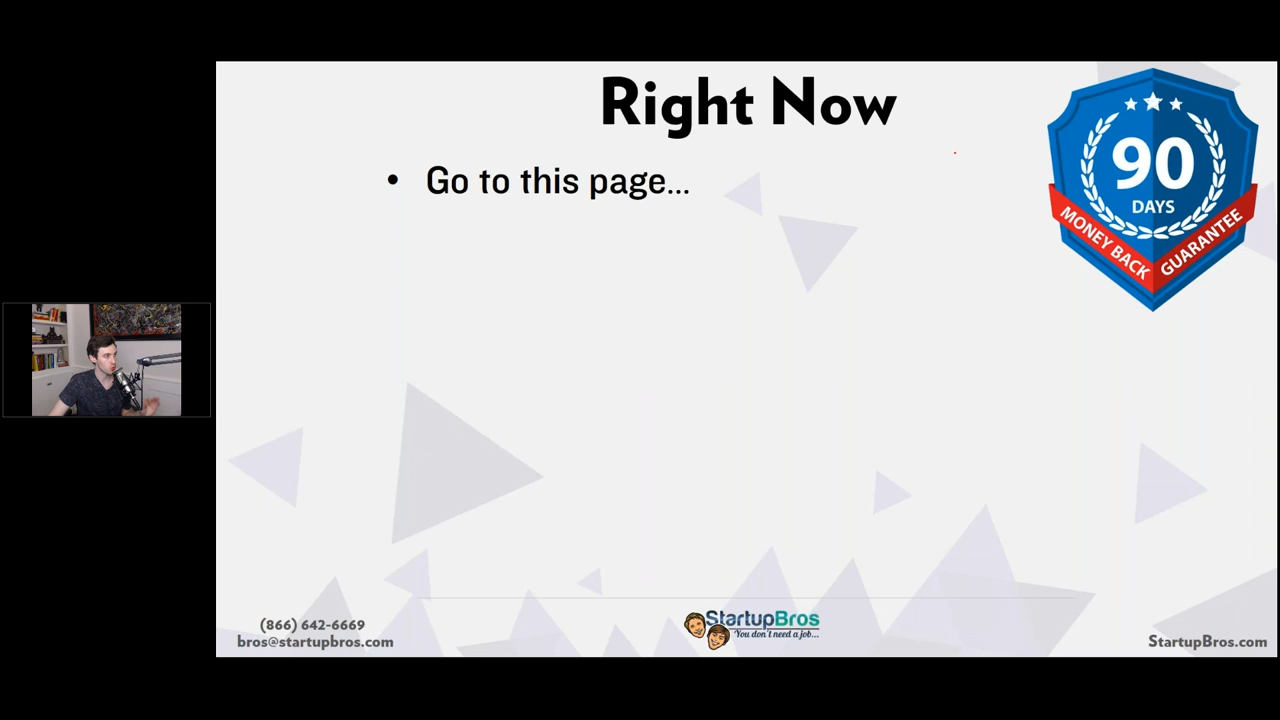 Right Now
• Go to this page...
90
DAYS
MONEY BACK GUARANTEE
(866) 642-6669
bros@startupbros.com
StartupBros
"You don't need a job...
StartupBros.com